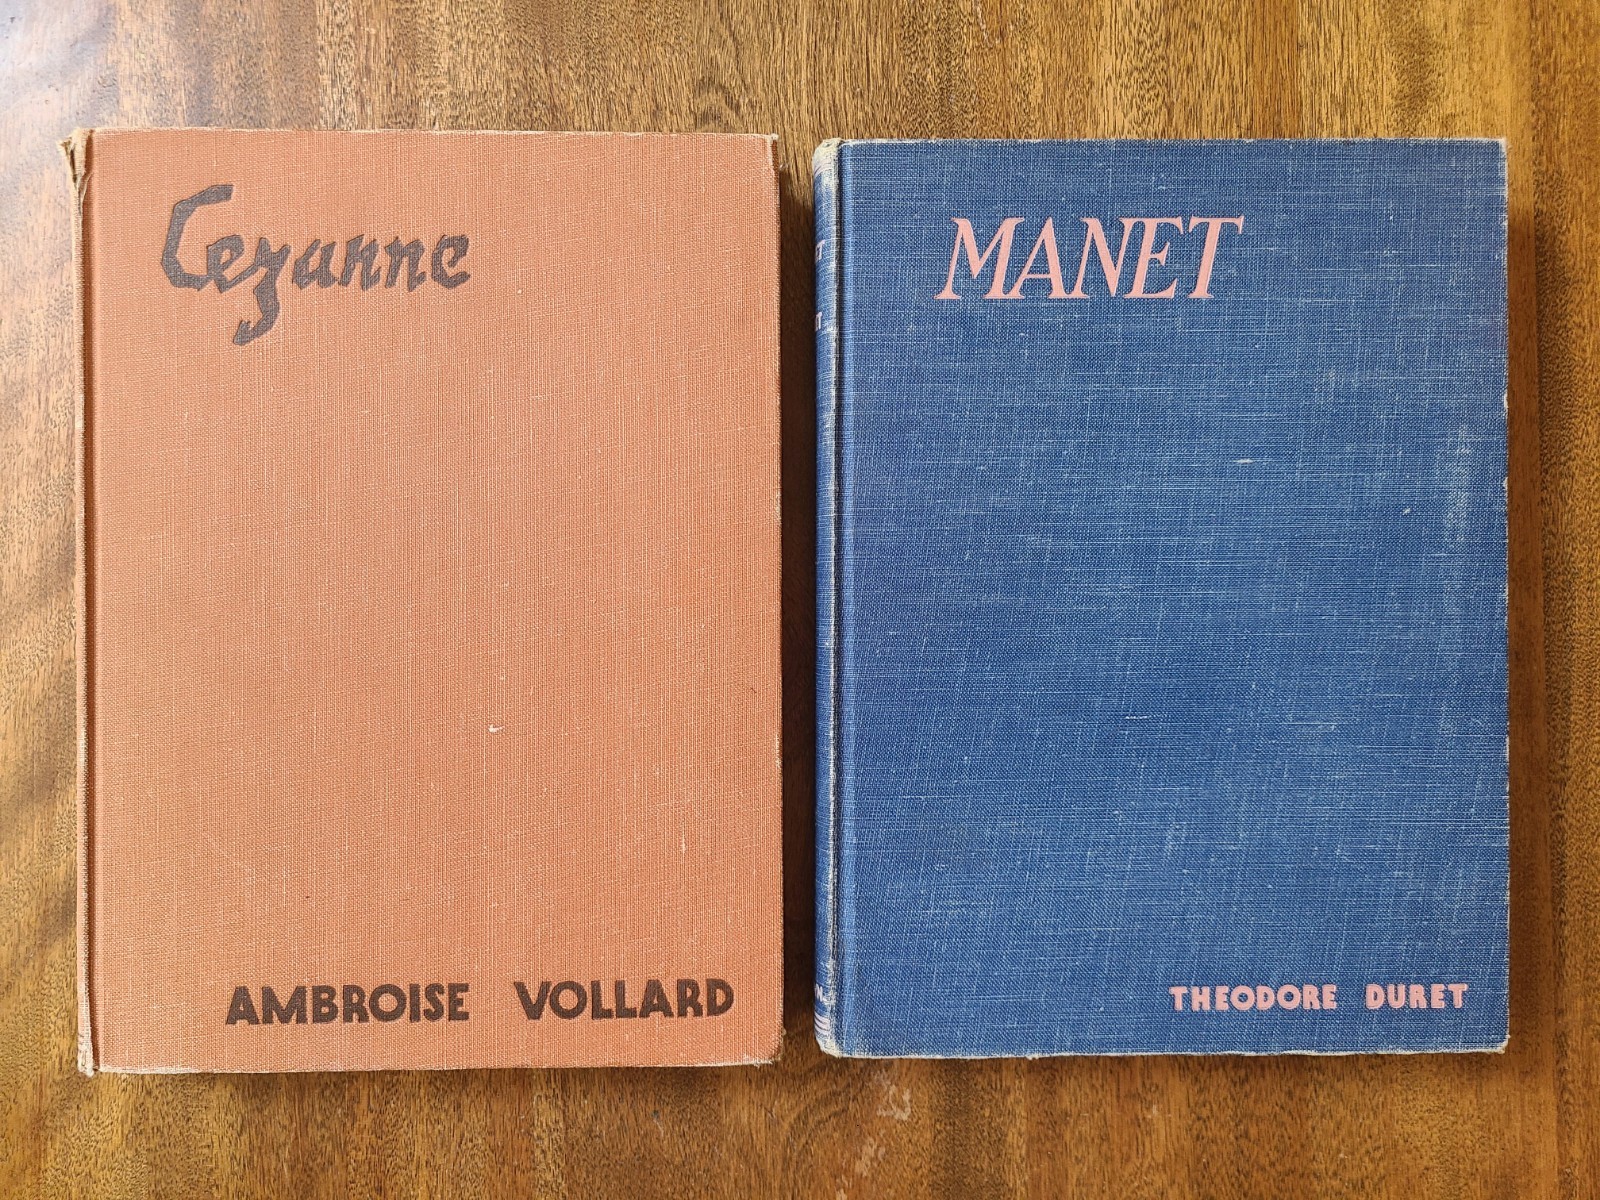 Cezanne
AMBROISE VOLLARD
MANET
THEODORE DURET